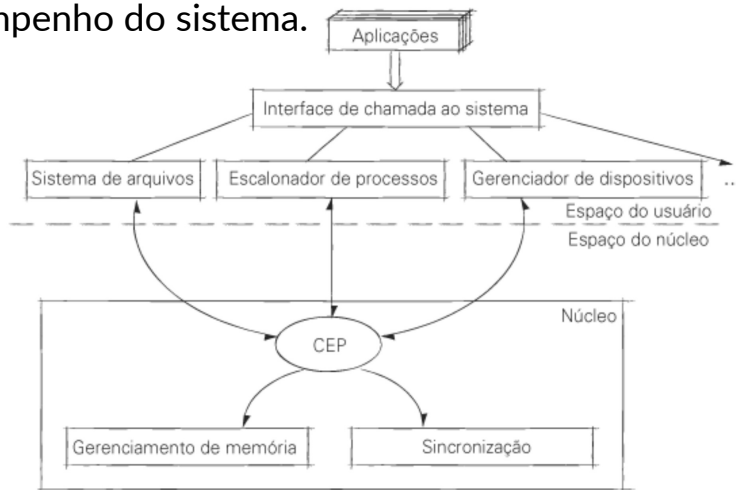 npenho do sistema.
Aplicações
Interface de chamada ao sistema
Sistema de arquivos
Escalonador de processos
Gerenciador de dispositivos
..
Espaço do usuário
Espaço do núcleo
Núcleo
CEP
Gerenciamento de memória
Sincronização